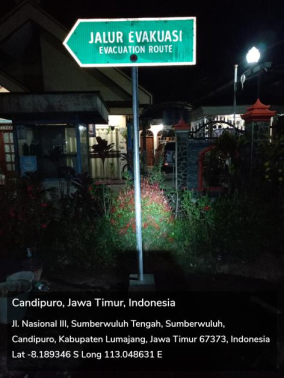 JALUR EVAKUASI
EVACUATION ROUTE
Candipuro, Jawa Timur, Indonesia
Jl. Nasional III, Sumberwuluh Tengah, Sumberwuluh,
Candipuro, Kabupaten Lumajang, Jawa Timur 67373, Indonesia
Lat -8.189346 S Long 113.048631 E